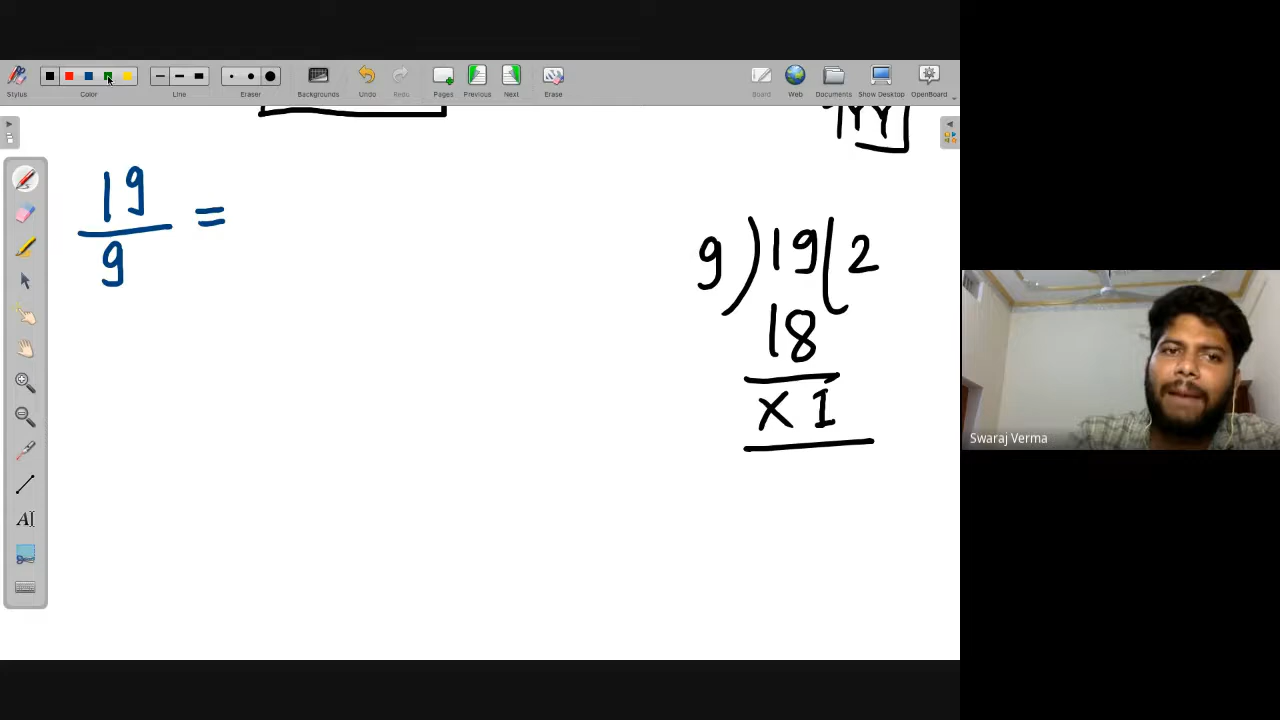 Stylus
Color
Line
Eraser
Backgrounds
Undo
Redo
Pages
Previous
Next
Erase
Board
Web
Documents
Show Desktop
OpenBoard
19
9
=
9 ) 19 ( 2
18
X 1
A
Swaraj Verma